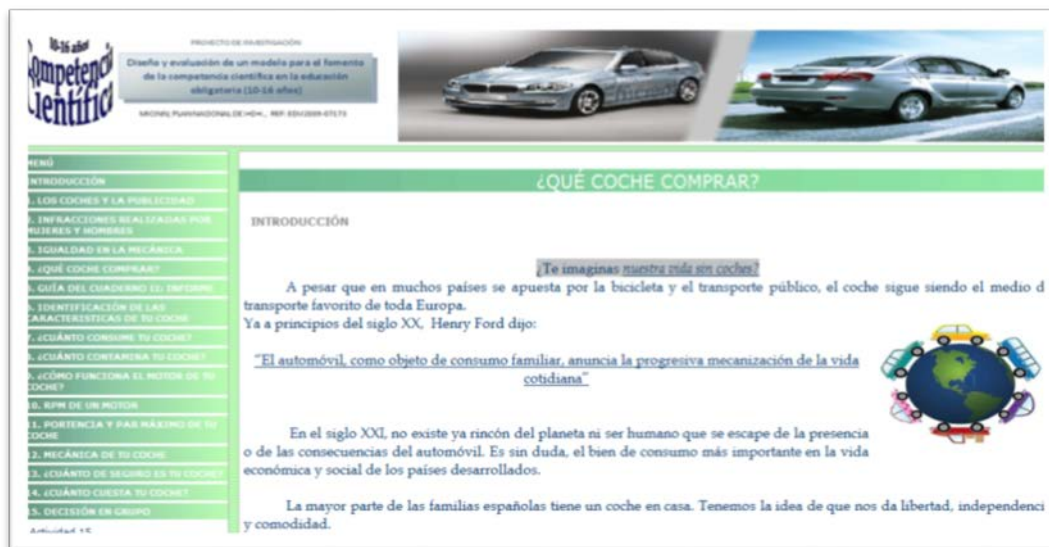 10-16 años
Competencia
Científica
PROYECTO DE INVESTIGACIÓN:
Diseño y evaluación de un modelo para el fomento
de la competencia científica en la educación
obligatoria (10-16 años)
¿QUÉ COCHE COMPRAR?
MENÚ
INTRODUCCIÓN
1. LOS COCHES Y LA PUBLICIDAD
2. INFRACCIONES REALIZADAS POR
MUJERES Y HOMBRES
3. IGUALDAD EN LA MECÁNICA
4. ¿QUÉ COCHE COMPRAR?
5. GUÍA DEL CUADERNO II: INFORME
6. IDENTIFICACIÓN DE LAS
CARACTERISTICAS DE TU COCHE
7. ¿CUÁNTO CONSUME TU COCHE?
8. ¿CUÁNTO CONTAMINA TU COCHE?
9. ¿CÓMO FUNCIONA EL MOTOR DE TU
COCHE?
10. RPM DE UN MOTOR
11. PORTENCIA Y PAR MÁXIMO DE TU
COCHE
12. MECÁNICA DE TU COCHE
13. ¿CUÁNTO DE SEGURO ES TU COCHE?
14. ¿CUÁNTO CUESTA TU COCHE?
15. DECISIÓN EN GRUPO
Actividad 15
INTRODUCCIÓN
¿Te imaginas nuestra vida sin coches?
A pesar que en muchos países se apuesta por la bicicleta y el transporte público, el coche sigue siendo el medio d
transporte favorito de toda Europa.
Ya a principios del siglo XX, Henry Ford dijo:
"El automóvil, como objeto de consumo familiar, anuncia la progresiva mecanización de la vida
cotidiana"
En el siglo XXI, no existe ya rincón del planeta ni ser humano que se escape de la presencia
o de las consecuencias del automóvil. Es sin duda, el bien de consumo más importante en la vida
económica y social de los países desarrollados.
La mayor parte de las familias españolas tiene un coche en casa. Tenemos la idea de que nos da libertad, independenci
y comodidad.